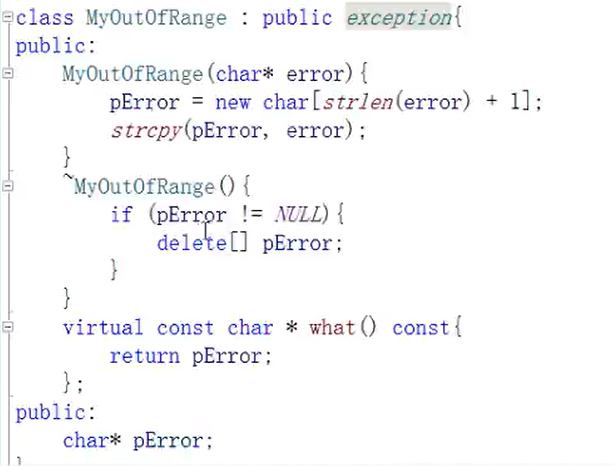 class MyOutOfRange : public exception{
public:
MyOutOfRange(char* error){
pError = new char[strlen(error) + 1];
strcpy(pError, error);
}
~MyOutOfRange(){
if (pError != NULL){
delete[] pError;
}
}
virtual const char * what() const{
return pError;
};
public:
char* pError;